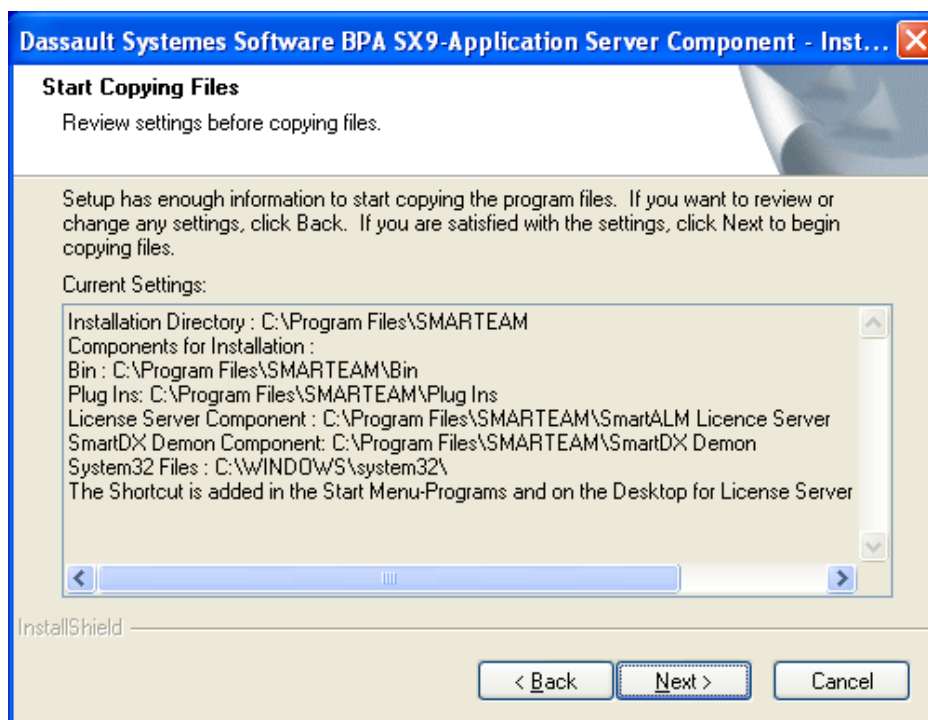 Dassault Systemes Software BPA SX9-Application Server Component - Inst...
Start Copying Files
Review settings before copying files.
Setup has enough information to start copying the program files. If you want to review or
change any settings, click Back. If you are satisfied with the settings, click Next to begin
copying files.
Current Settings:
Installation Directory : C:\Program Files\SMARTEAM
Components for Installation :
Bin : C:\Program Files\SMARTEAM\Bin
Plug Ins: C:\Program Files\SMARTEAM\Plug Ins
License Server Component : C:\Program Files\SMARTEAM\SmartALM Licence Server
SmartDX Demon Component: C:\Program Files\SMARTEAM\SmartDX Demon
System32 Files : C:\WINDOWS\system32\
The Shortcut is added in the Start Menu-Programs and on the Desktop for License Server
InstallShield
< Back
Next >
Cancel